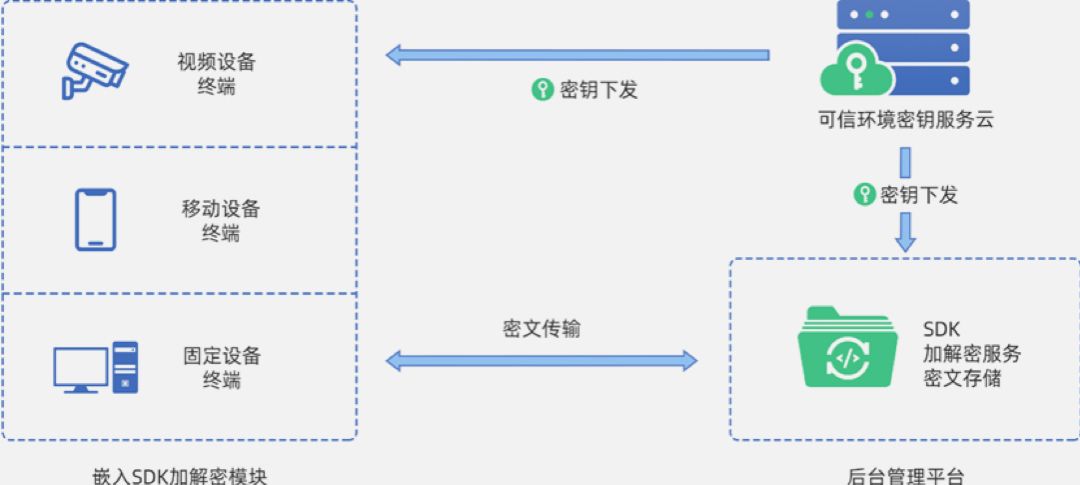 视频设备
终端
密钥下发
可信环境密钥服务云
密钥下发
移动设备
终端
密文传输
固定设备
终端
SDK
加解密服务
密文存储
嵌入SDK加解密模块
后台管理平台